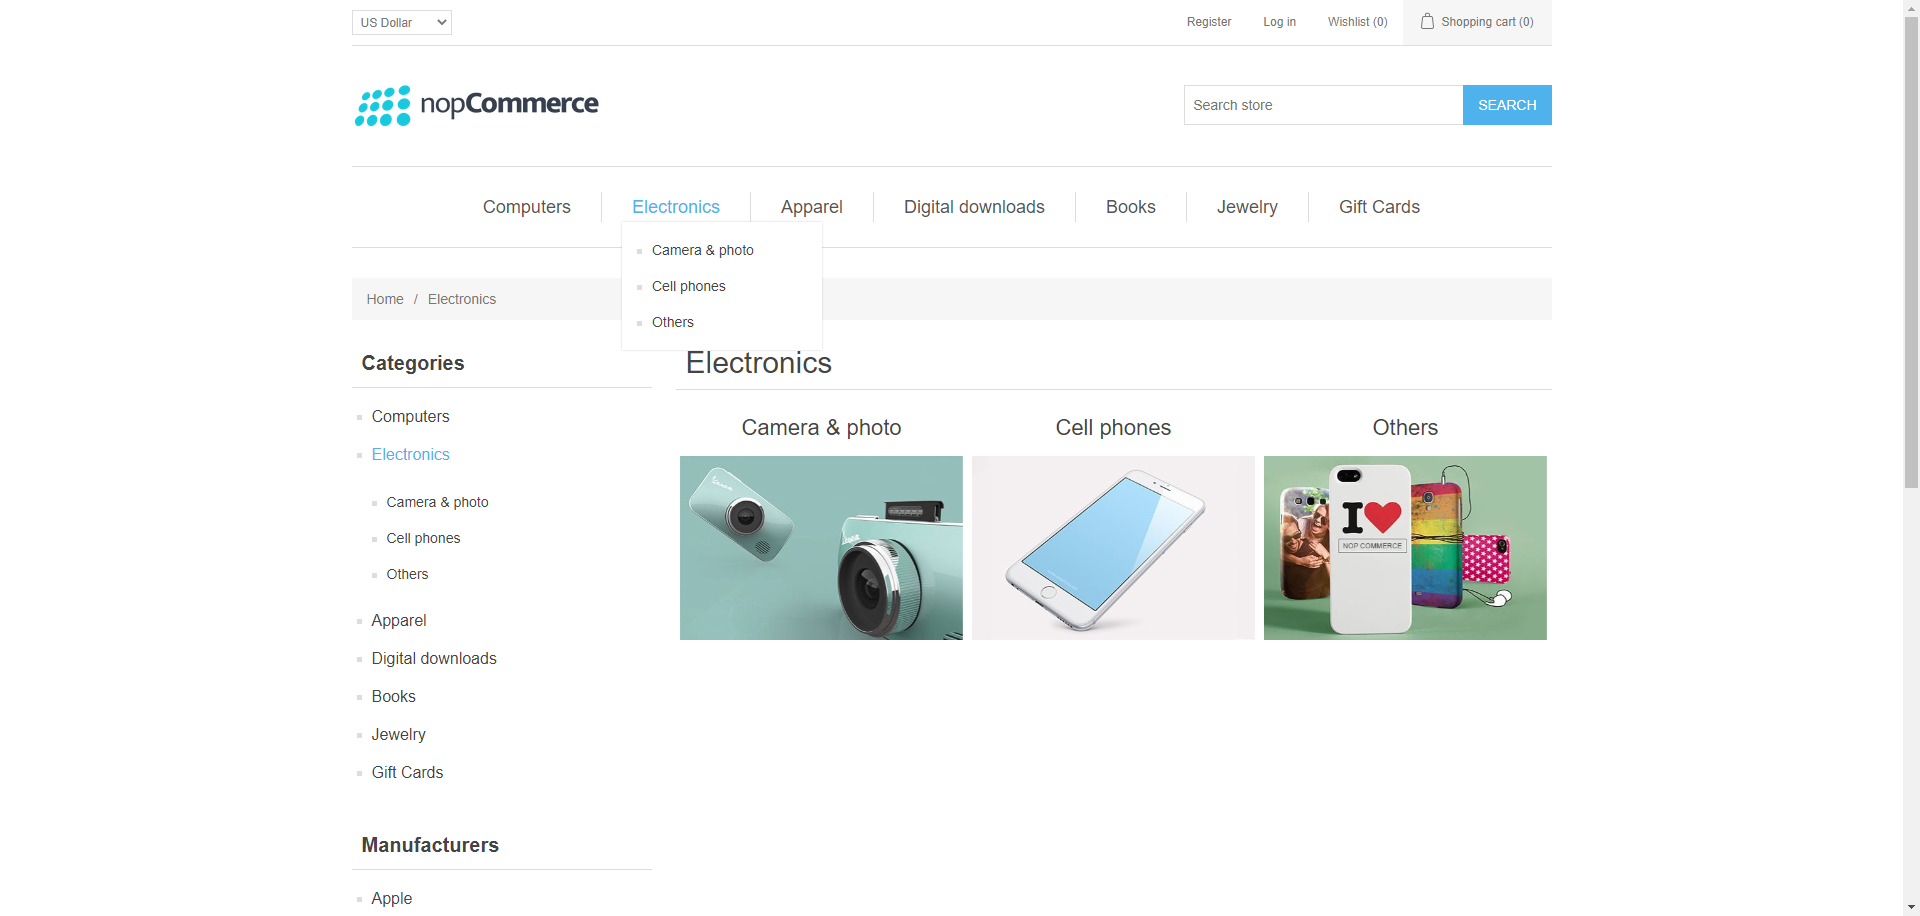 US Dollar
Register
Log in
Wishlist (0)
Shopping cart (0)
nopCommerce
Search store
SEARCH
Computers
Electronics
Apparel
Digital downloads
Books
Jewelry
Gift Cards
Camera & photo
Cell phones
Others
Home / Electronics
Categories
Computers
Electronics
Camera & photo
Cell phones
Others
Apparel
Digital downloads
Books
Jewelry
Gift Cards
Manufacturers
Apple
Electronics
Camera & photo
Cell phones
Others
I
NOP COMMERCE